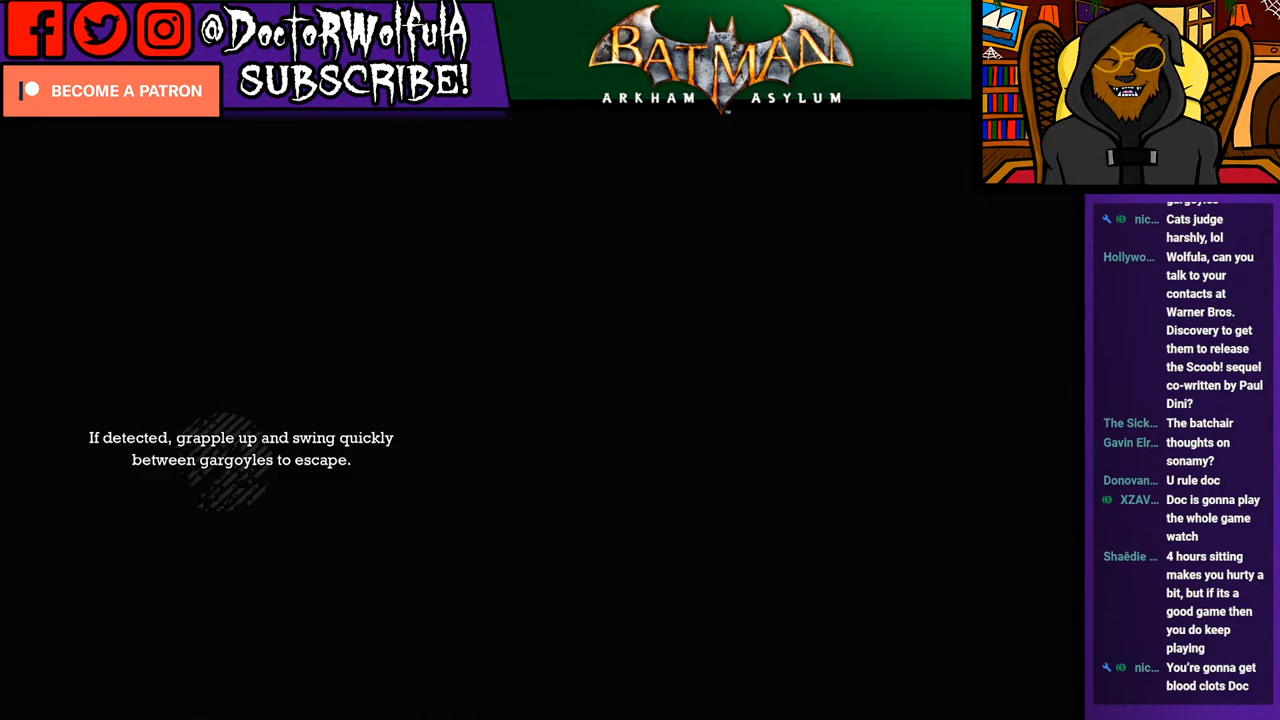 @DoctoRWolfulA
SUBSCRIBE!
BECOME A PATRON
BATMAN
ARKHAM ASYLUM
TM
If detected, grapple up and swing quickly
between gargoyles to escape.
gargoyles
nic… Cats judge
harshly, lol
Hollywo… Wolfula, can you
talk to your
contacts at
Warner Bros.
Discovery to get
them to release
the Scoob! sequel
co-written by Paul
Dini?
The Sick… The batchair
Gavin Elr… thoughts on
sonamy?
Donovan… U rule doc
XZAV… Doc is gonna play
the whole game
watch
Shaêdie … 4 hours sitting
makes you hurty a
bit, but if its a
good game then
you do keep
playing
nic… You’re gonna get
blood clots Doc